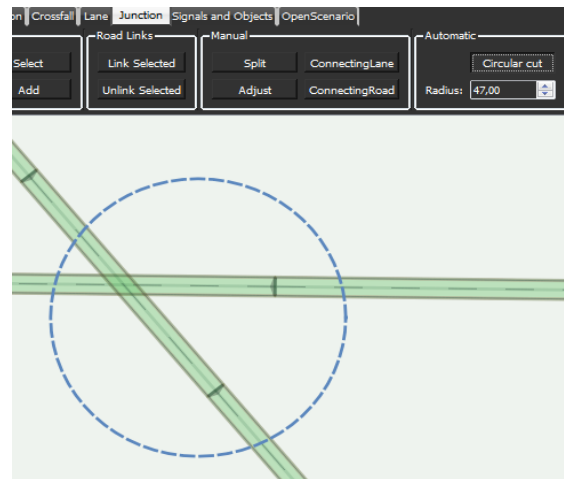 on Crossfall Lane Junction Signals and Objects OpenScenario
Road Links Manual Automatic
Select Link Selected Split ConnectingLane Circular cut
Add Unlink Selected Adjust ConnectingRoad Radius: 47,00